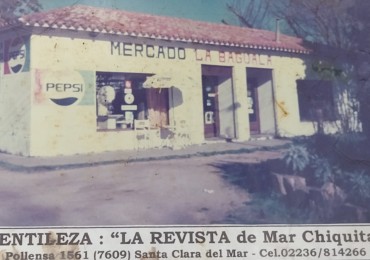 MERCADO LA BAGUALA
PEPSI
ENTILEZA : "LA REVISTA de Mar Chiquita
Pollensa 1561 (7609) Santa Clara del Mar - Cel.02236/814266